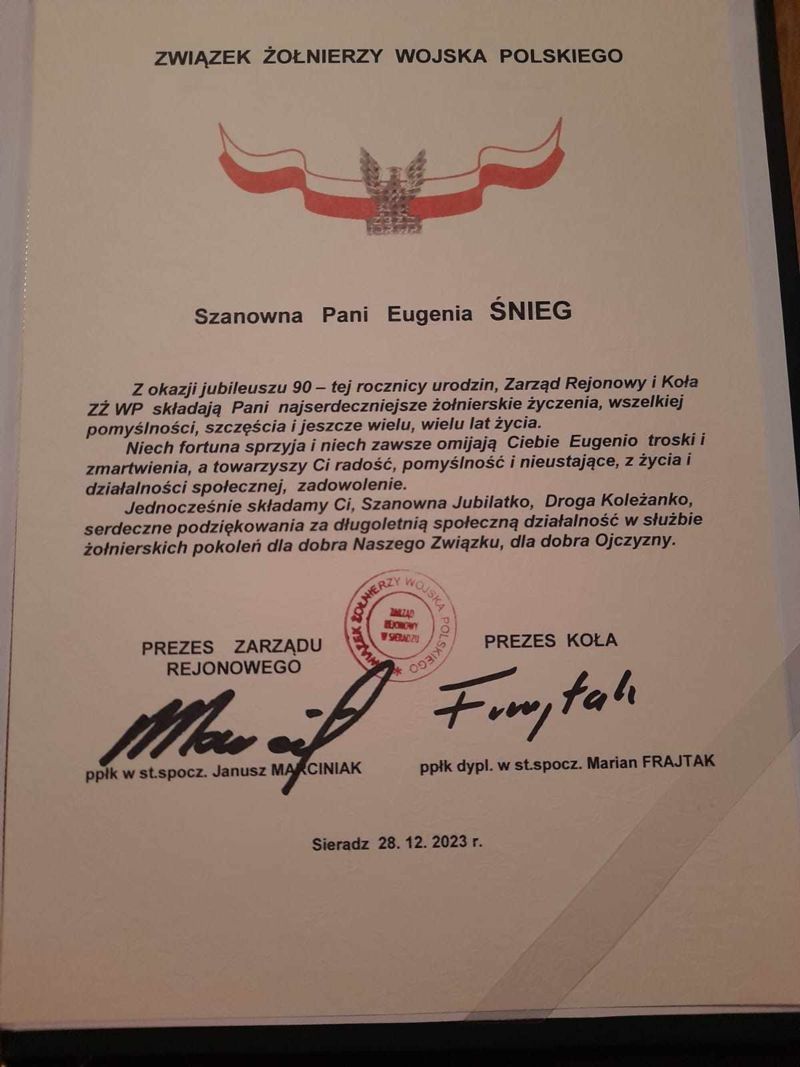 ZWIĄZEK ŻOŁNIERZY WOJSKA POLSKIEGO
Szanowna Pani Eugenia ŚNIEG
Z okazji jubileuszu 90 – tej rocznicy urodzin, Zarząd Rejonowy i Koła
ZŻ WP składają Pani najserdeczniejsze żołnierskie życzenia, wszelkiej
pomyślności, szczęścia i jeszcze wielu, wielu lat życia.
Niech fortuna sprzyja i niech zawsze omijają Ciebie Eugenio troski i
zmartwienia, a towarzyszy Ci radość, pomyślność i nieustające, z życia i
działalności społecznej, zadowolenie.
Jednocześnie składamy Ci, Szanowna Jubilatko, Droga Koleżanko,
serdeczne podziękowania za długoletnią społeczną działalność w służbie
żołnierskich pokoleń dla dobra Naszego Związku, dla dobra Ojczyzny.
ZWIĄZEK ŻOŁNIERZY WOJSKA POLSKIEGO
ZARZĄD
REJONOWY
W SIERADZU
PREZES ZARZĄDU
REJONOWEGO
PREZES KOŁA
Frajtak
ppłk w st.spocz. Janusz MARCINIAK
ppłk dypl. w st.spocz. Marian FRAJTAK
Sieradz 28. 12. 2023 r.